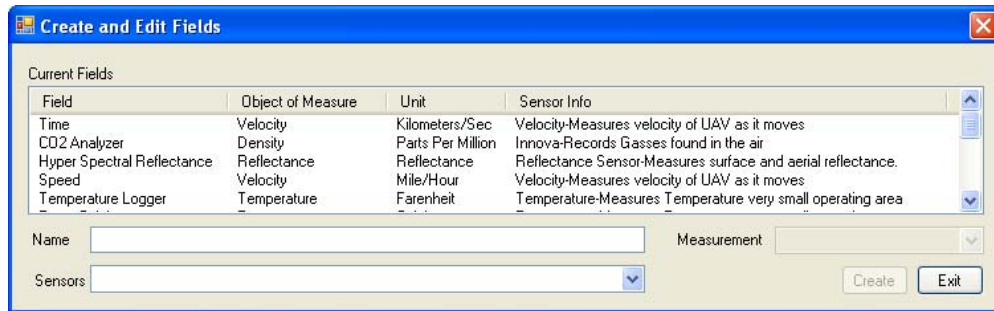 Create and Edit Fields
Current Fields
Field Object of Measure Unit Sensor Info
Time Velocity Kilometers/Sec Velocity-Measures velocity of UAV as it moves
CO2 Analyzer Density Parts Per Million Innova-Records Gasses found in the air
Hyper Spectral Reflectance Reflectance Reflectance Reflectance Sensor-Measures surface and aerial reflectance.
Speed Velocity Mile/Hour Velocity-Measures velocity of UAV as it moves
Temperature Logger Temperature Farenheit Temperature-Measures Temperature very small operating area
Name Measurement
Sensors Create Exit